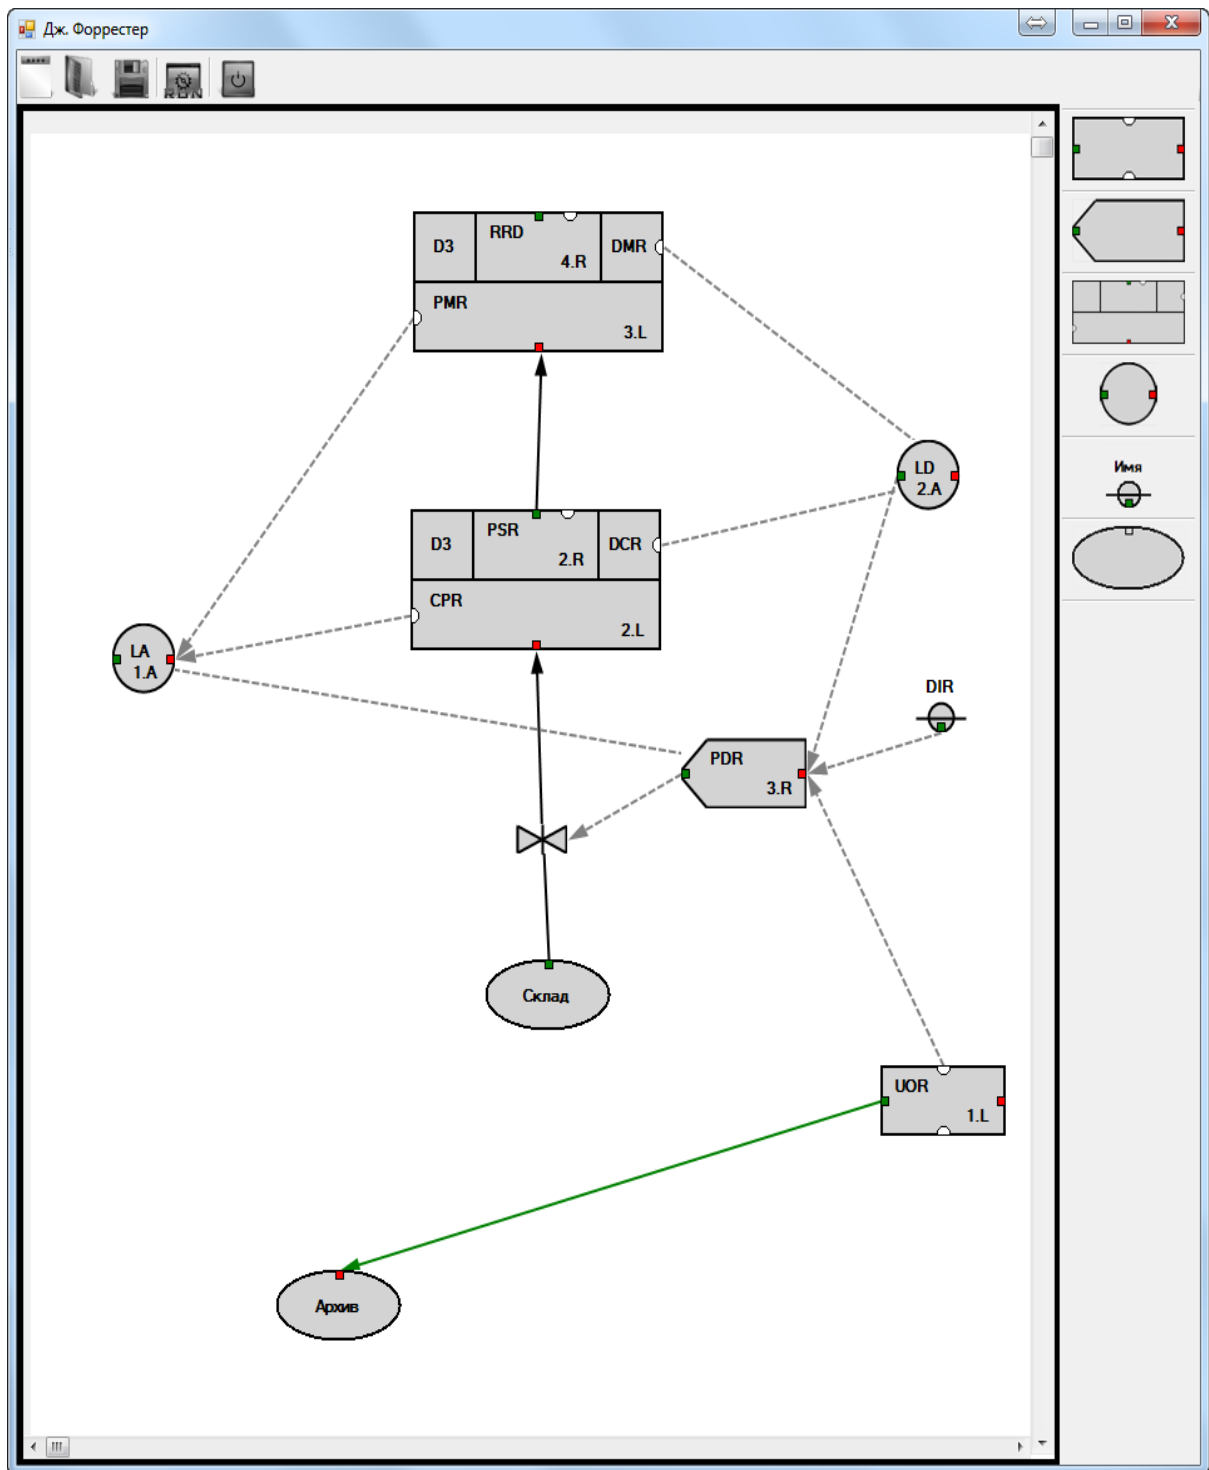 Дж. Форрестер
RUN
Имя
D3
RRD
4.R
DMR
PMR
3.L
LD
2.A
D3
PSR
2.R
DCR
CPR
2.L
LA
1.A
DIR
PDR
3.R
Склад
UOR
1.L
Архив